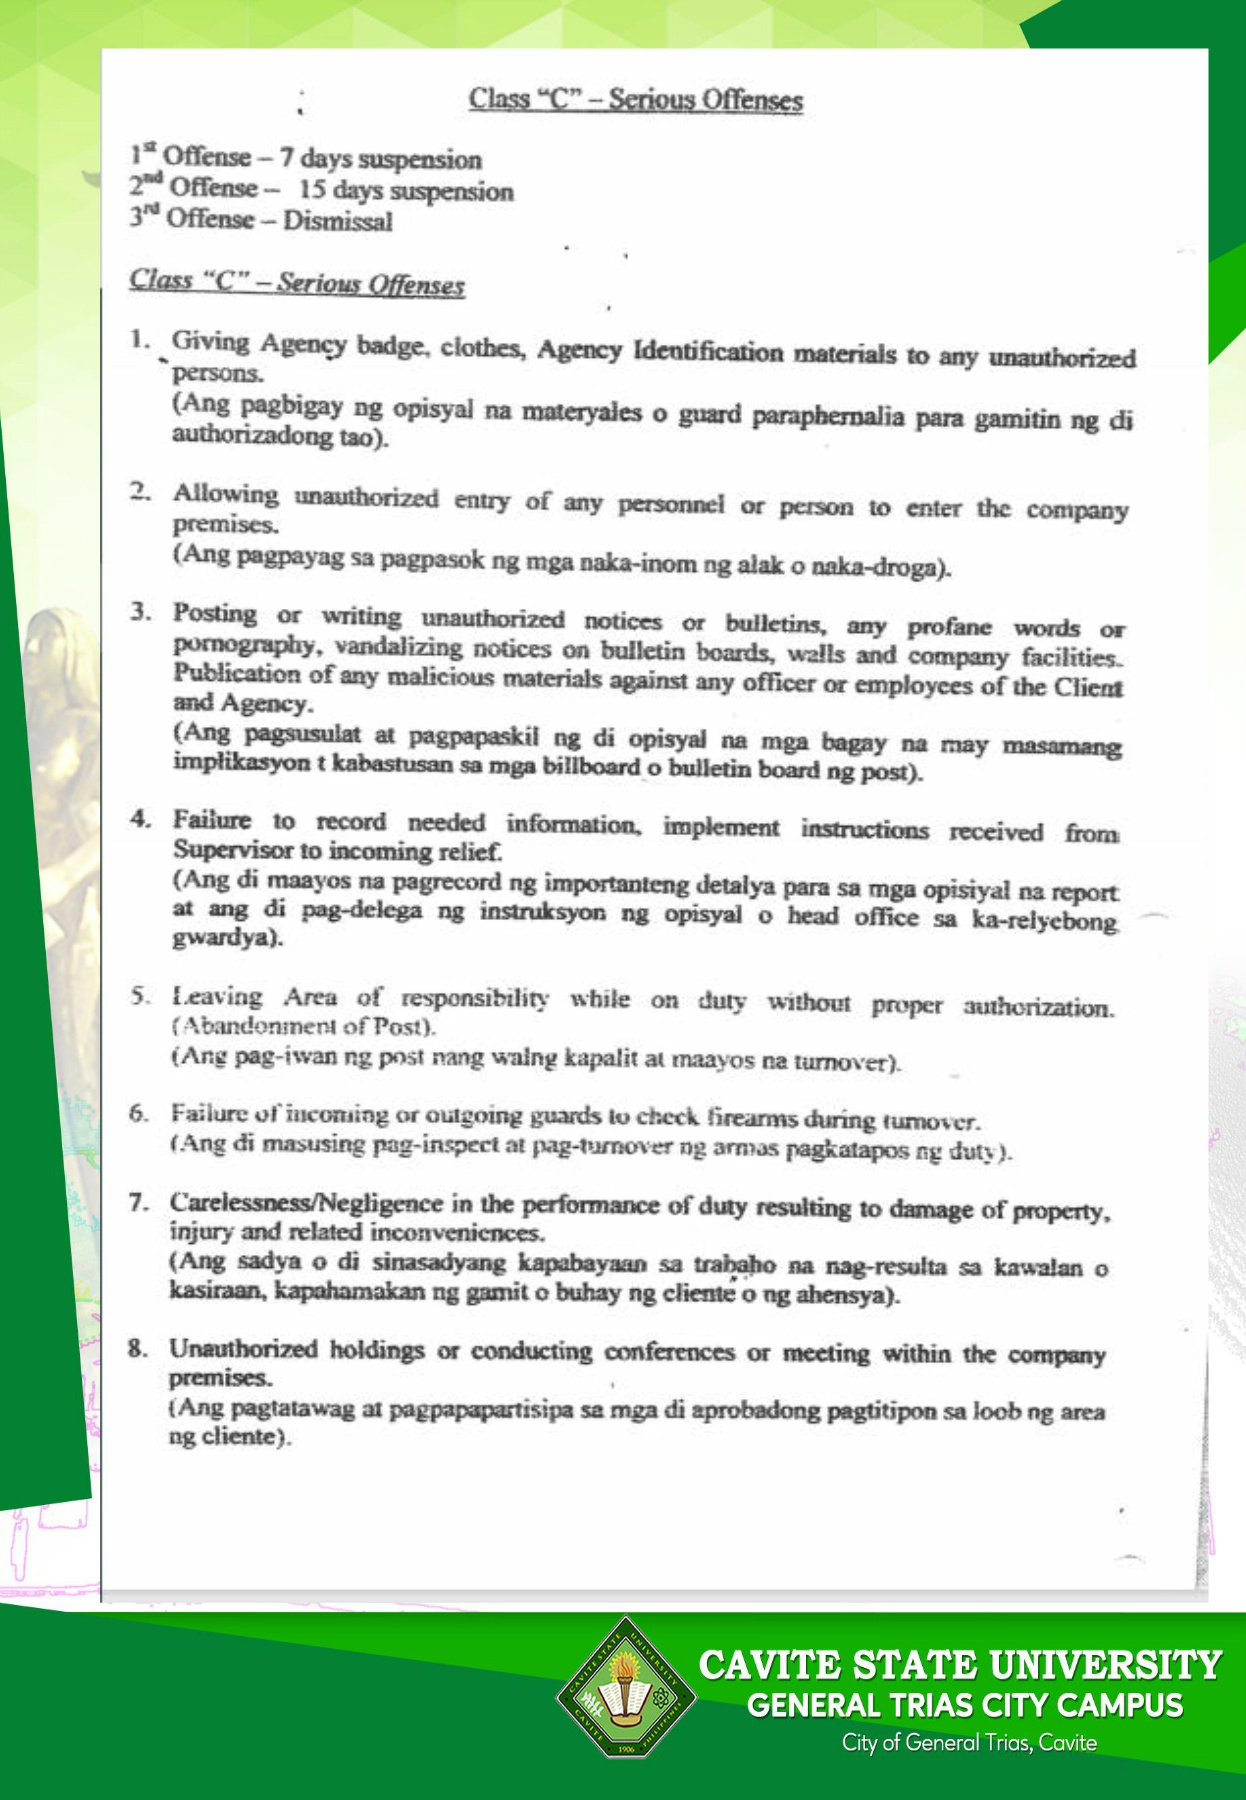 Class “C” – Serious Offenses
1st Offense – 7 days suspension
2nd Offense – 15 days suspension
3rd Offense – Dismissal
Class “C” – Serious Offenses
1. Giving Agency badge, clothes, Agency Identification materials to any unauthorized
persons.
(Ang pagbigay ng opisyal na materyales o guard paraphernalia para gamitin ng di
authorizadong tao).
2. Allowing unauthorized entry of any personnel or person to enter the company
premises.
(Ang pagpayag sa pagpasok ng mga naka-inom ng alak o naka-droga).
3. Posting or writing unauthorized notices or bulletins, any profane words or
pornography, vandalizing notices on bulletin boards, walls and company facilities.
Publication of any malicious materials against any officer or employees of the Client
and Agency.
(Ang pagsusulat at pagpapaskil ng di opisyal na mga bagay na may masamang
implikasyon t kabastusan sa mga billboard o bulletin board ng post).
4. Failure to record needed information, implement instructions received from
Supervisor to incoming relief.
(Ang di maayos na pagrecord ng importanteng detalya para sa mga opisiyal na report
at ang di pag-delega ng instruksyon ng opisyal o head office sa ka-relyebong
gwardya).
5. Leaving Area of responsibility while on duty without proper authorization.
(Abandonment of Post).
(Ang pag-iwan ng post nang walng kapalit at maayos na turnover).
6. Failure of incoming or outgoing guards to check firearms during turnover.
(Ang di masusing pag-inspect at pag-turnover ng armas pagkatapos ng duty).
7. Carelessness/Negligence in the performance of duty resulting to damage of property,
injury and related inconveniences.
(Ang sadya o di sinasadyang kapabayaan sa trabaho na nag-resulta sa kawalan o
kasiraan, kapahamakan ng gamit o buhay ng cliente o ng ahensya).
8. Unauthorized holdings or conducting conferences or meeting within the company
premises.
(Ang pagtatawag at pagpapapartisipa sa mga di aprobadong pagtitipon sa loob ng area
ng cliente).
CAVITE STATE UNIVERSITY
CAVITE
PHILIPPINES
1906
CAVITE STATE UNIVERSITY
GENERAL TRIAS CITY CAMPUS
City of General Trias, Cavite